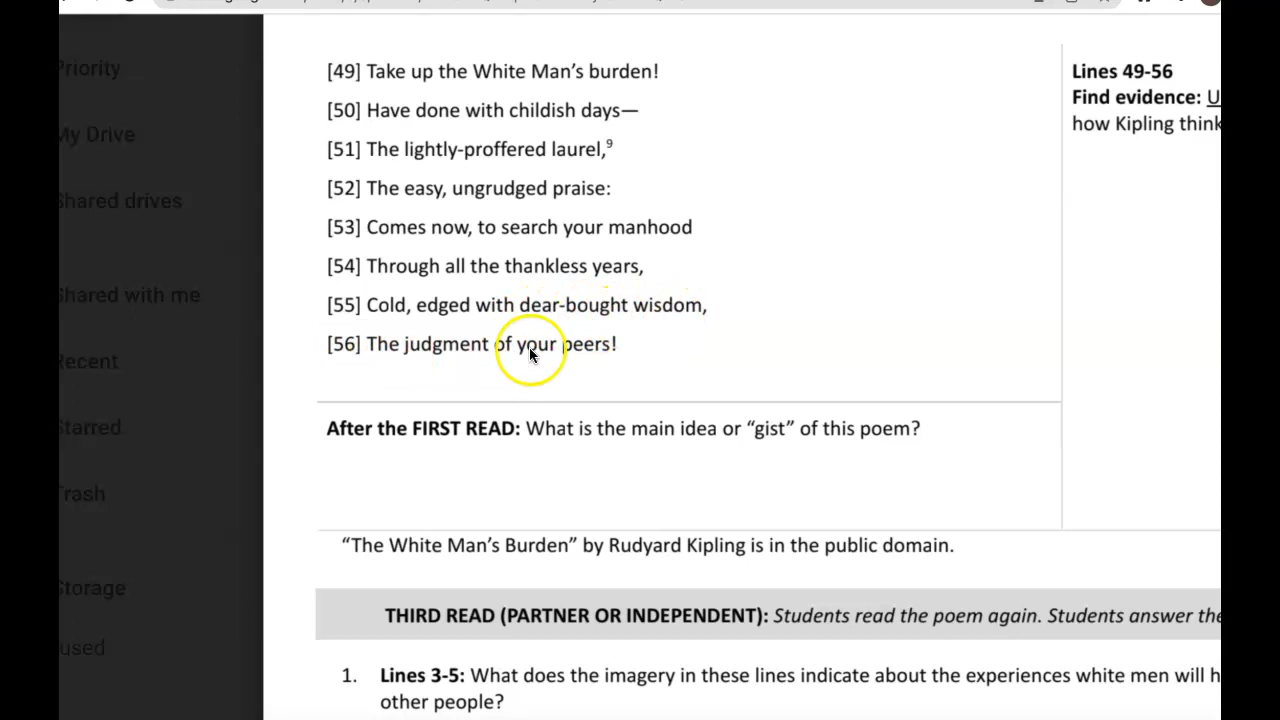 Priority
My Drive
Shared drives
Shared with me
Recent
Starred
Trash
Storage
used
[49] Take up the White Man’s burden!
[50] Have done with childish days—
[51] The lightly-proffered laurel,⁹
[52] The easy, ungrudged praise:
[53] Comes now, to search your manhood
[54] Through all the thankless years,
[55] Cold, edged with dear-bought wisdom,
[56] The judgment of your peers!
After the FIRST READ: What is the main idea or “gist” of this poem?
Lines 49-56
Find evidence: U
how Kipling think
“The White Man’s Burden” by Rudyard Kipling is in the public domain.
THIRD READ (PARTNER OR INDEPENDENT): Students read the poem again. Students answer the
1. Lines 3-5: What does the imagery in these lines indicate about the experiences white men will h
other people?